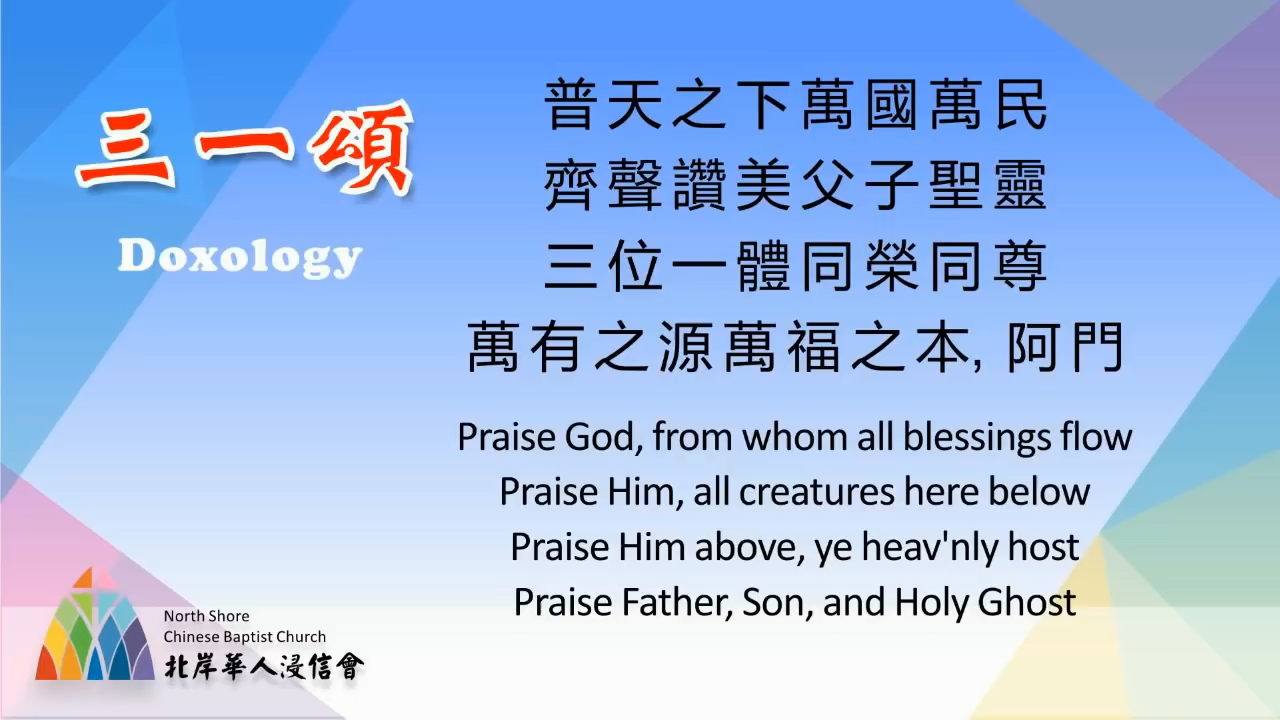 三一頌
Doxology
普天之下萬國萬民
齊聲讚美父子聖靈
三位一體同榮同尊
萬有之源萬福之本, 阿門
Praise God, from whom all blessings flow
Praise Him, all creatures here below
Praise Him above, ye heav'nly host
Praise Father, Son, and Holy Ghost
North Shore
Chinese Baptist Church
北岸華人浸信會